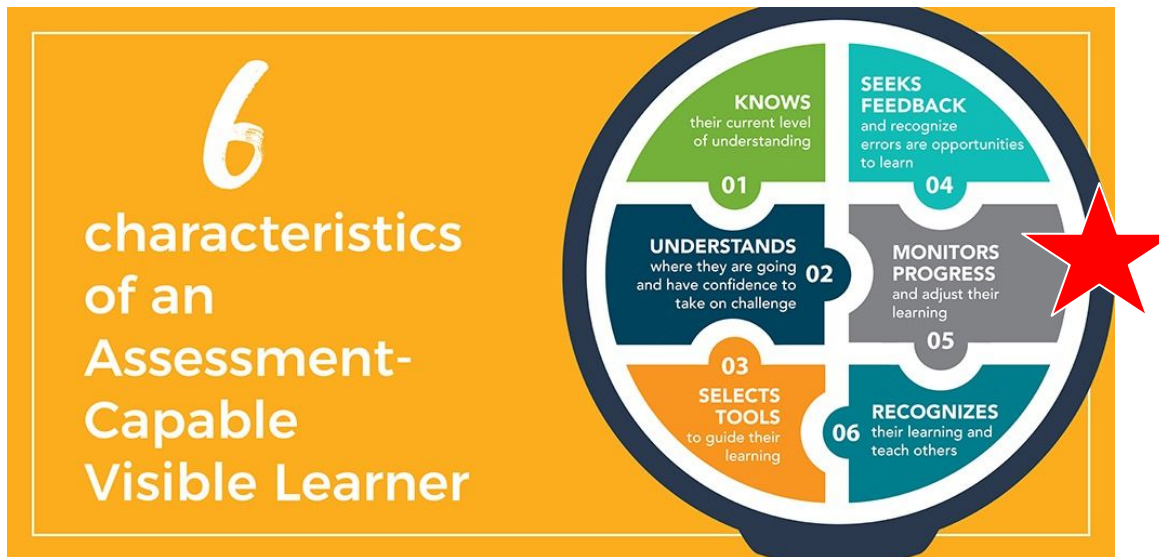 6
characteristics
of an
Assessment-
Capable
Visible Learner
KNOWS
their current level
of understanding
01
UNDERSTANDS
where they are going
and have confidence to
take on challenge
02
03
SELECTS
TOOLS
to guide their
learning
SEEKS
FEEDBACK
and recognize
errors are opportunities
to learn
04
MONITORS
PROGRESS
and adjust their
learning
05
06
RECOGNIZES
their learning and
teach others